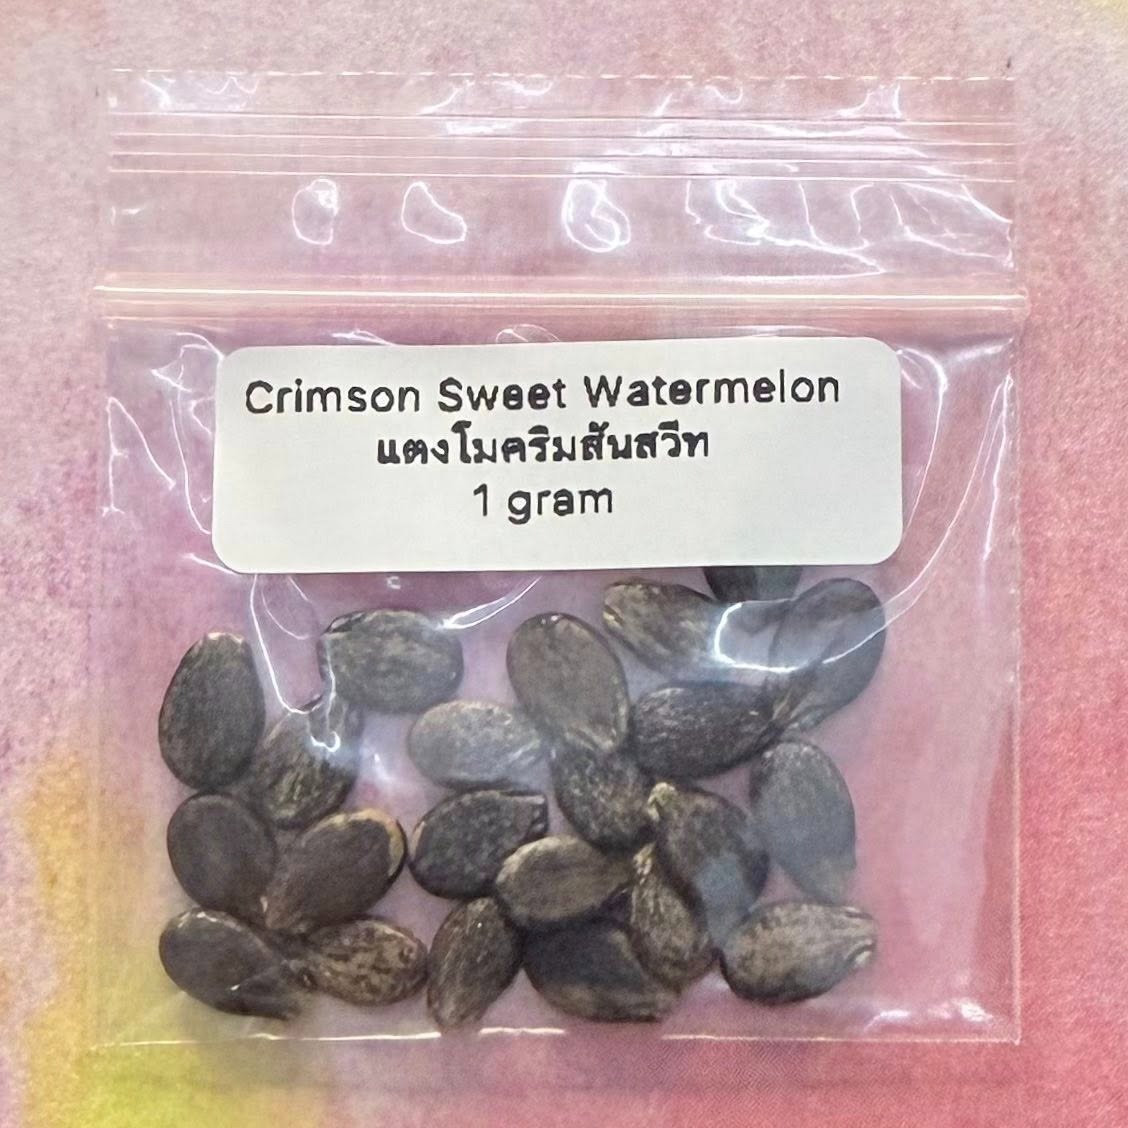 Crimson Sweet Watermelon
แตงโมคริมสันสวีท
1 gram